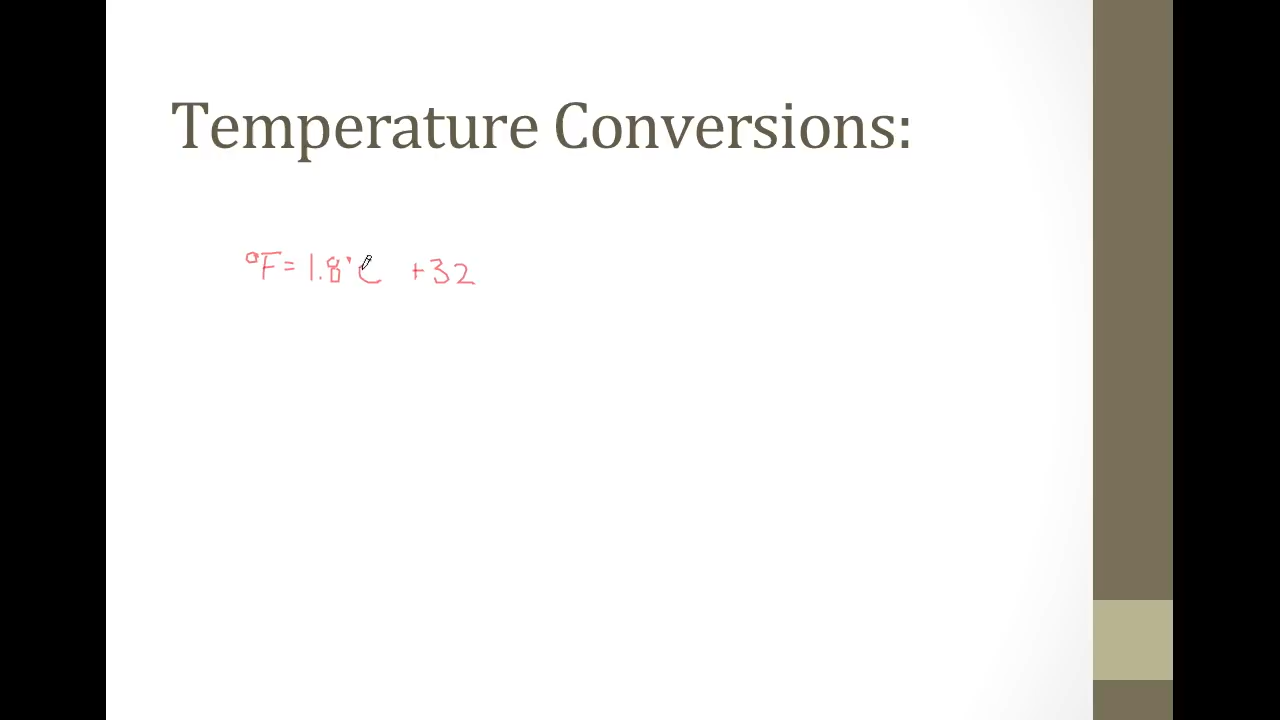 Temperature Conversions:
°F = 1.8°C +32